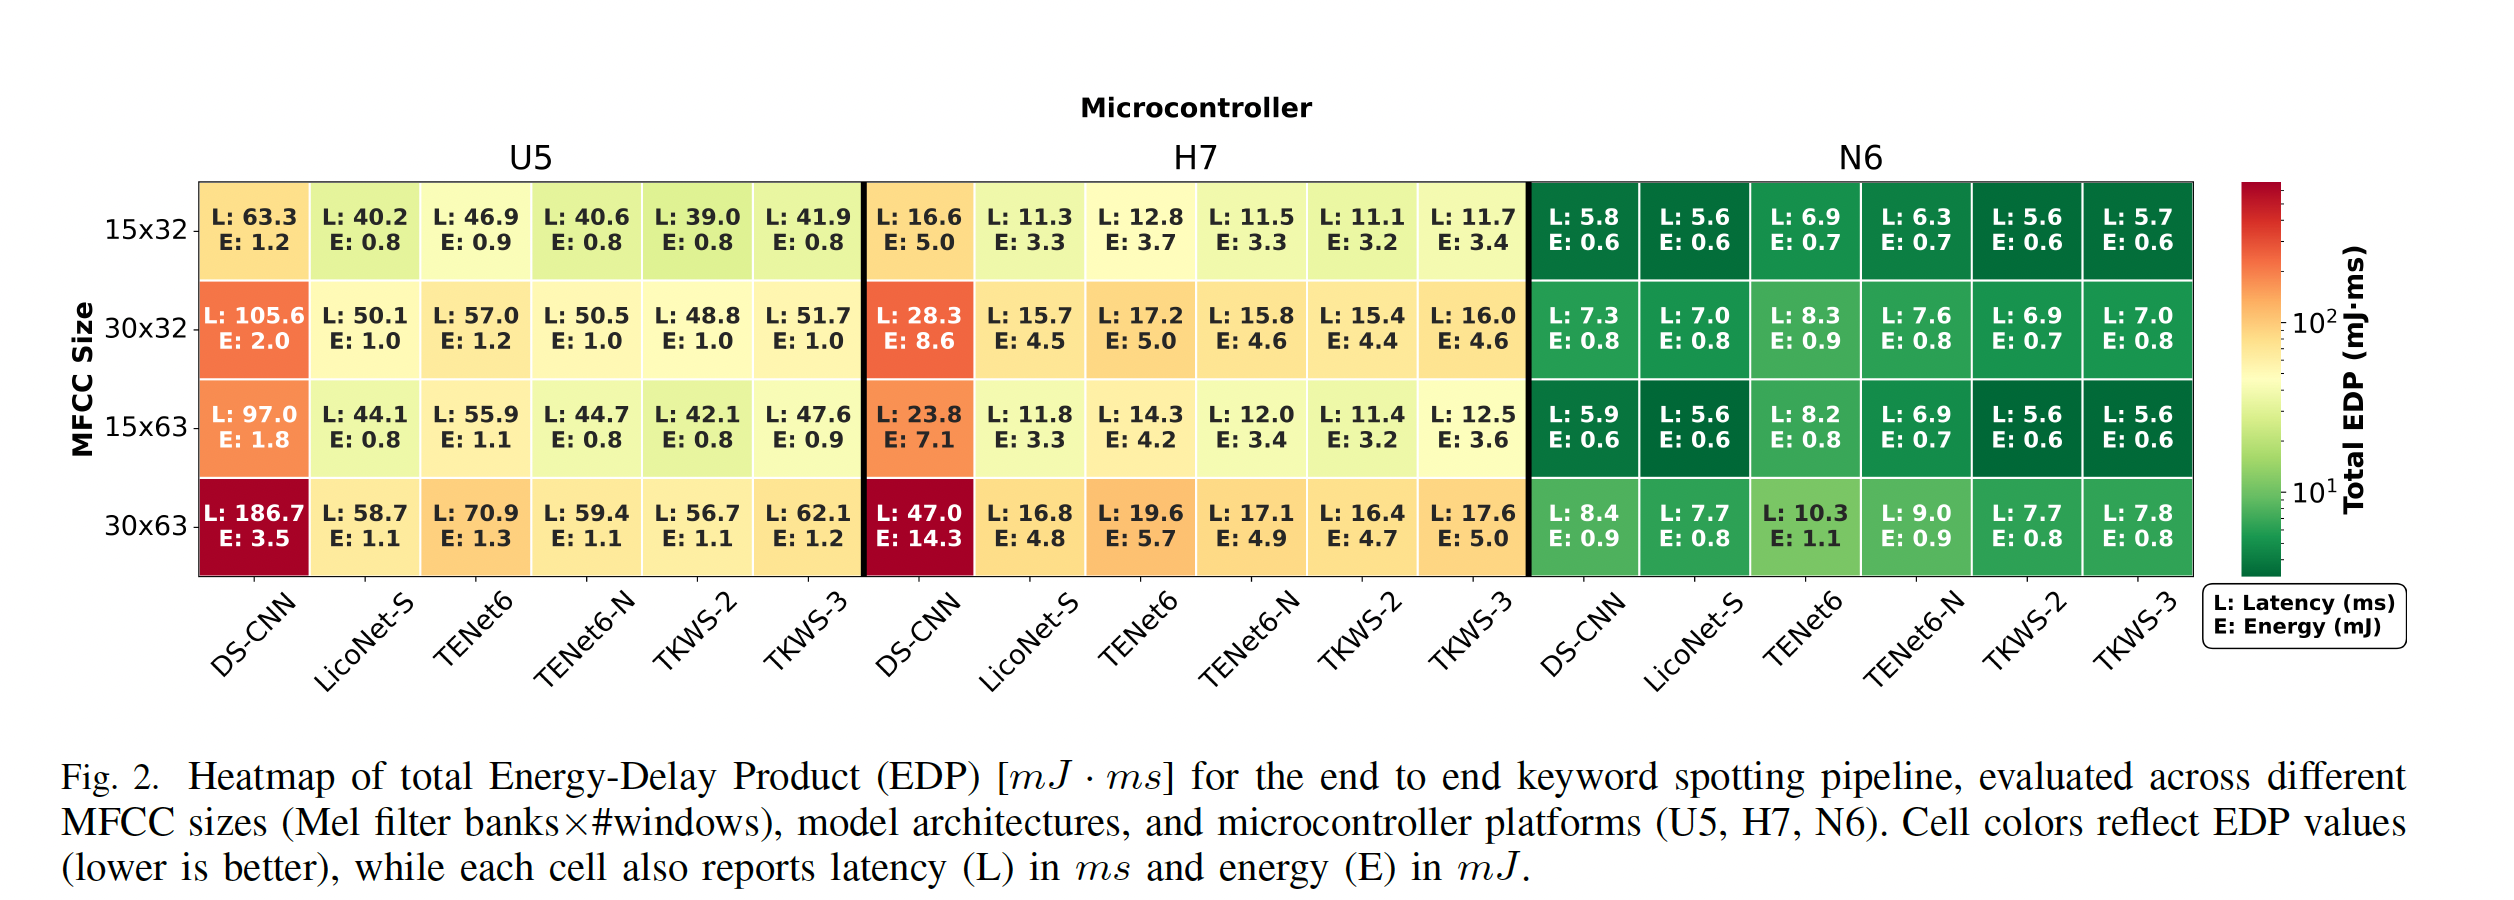 Microcontroller
U5 H7 N6
MFCC Size
15x32
L: 63.3 L: 40.2 L: 46.9 L: 40.6 L: 39.0 L: 41.9 L: 16.6 L: 11.3 L: 12.8 L: 11.5 L: 11.1 L: 11.7 L: 5.8 L: 5.6 L: 6.9 L: 6.3 L: 5.6 L: 5.7
E: 1.2 E: 0.8 E: 0.9 E: 0.8 E: 0.8 E: 0.8 E: 5.0 E: 3.3 E: 3.7 E: 3.3 E: 3.2 E: 3.4 E: 0.6 E: 0.6 E: 0.7 E: 0.7 E: 0.6 E: 0.6
30x32
L: 105.6 L: 50.1 L: 57.0 L: 50.5 L: 48.8 L: 51.7 L: 28.3 L: 15.7 L: 17.2 L: 15.8 L: 15.4 L: 16.0 L: 7.3 L: 7.0 L: 8.3 L: 7.6 L: 6.9 L: 7.0
E: 2.0 E: 1.0 E: 1.2 E: 1.0 E: 1.0 E: 1.0 E: 8.6 E: 4.5 E: 5.0 E: 4.6 E: 4.4 E: 4.6 E: 0.8 E: 0.8 E: 0.9 E: 0.8 E: 0.7 E: 0.8
15x63
L: 97.0 L: 44.1 L: 55.9 L: 44.7 L: 42.1 L: 47.6 L: 23.8 L: 11.8 L: 14.3 L: 12.0 L: 11.4 L: 12.5 L: 5.9 L: 5.6 L: 8.2 L: 6.9 L: 5.6 L: 5.6
E: 1.8 E: 0.8 E: 1.1 E: 0.8 E: 0.8 E: 0.9 E: 7.1 E: 3.3 E: 4.2 E: 3.4 E: 3.2 E: 3.6 E: 0.6 E: 0.6 E: 0.8 E: 0.7 E: 0.6 E: 0.6
30x63
L: 186.7 L: 58.7 L: 70.9 L: 59.4 L: 56.7 L: 62.1 L: 47.0 L: 16.8 L: 19.6 L: 17.1 L: 16.4 L: 17.6 L: 8.4 L: 7.7 L: 10.3 L: 9.0 L: 7.7 L: 7.8
E: 3.5 E: 1.1 E: 1.3 E: 1.1 E: 1.1 E: 1.2 E: 14.3 E: 4.8 E: 5.7 E: 4.9 E: 4.7 E: 5.0 E: 0.9 E: 0.8 E: 1.1 E: 0.9 E: 0.8 E: 0.8
DS-CNN LicoNet-S TENet6 TENet6-N TKWS-2 TKWS-3 DS-CNN LicoNet-S TENet6 TENet6-N TKWS-2 TKWS-3 DS-CNN LicoNet-S TENet6 TENet6-N TKWS-2 TKWS-3
10²
10¹
Total EDP (mJ·ms)
L: Latency (ms)
E: Energy (mJ)
Fig. 2. Heatmap of total Energy-Delay Product (EDP) [mJ · ms] for the end to end keyword spotting pipeline, evaluated across different
MFCC sizes (Mel filter banks×#windows), model architectures, and microcontroller platforms (U5, H7, N6). Cell colors reflect EDP values
(lower is better), while each cell also reports latency (L) in ms and energy (E) in mJ.